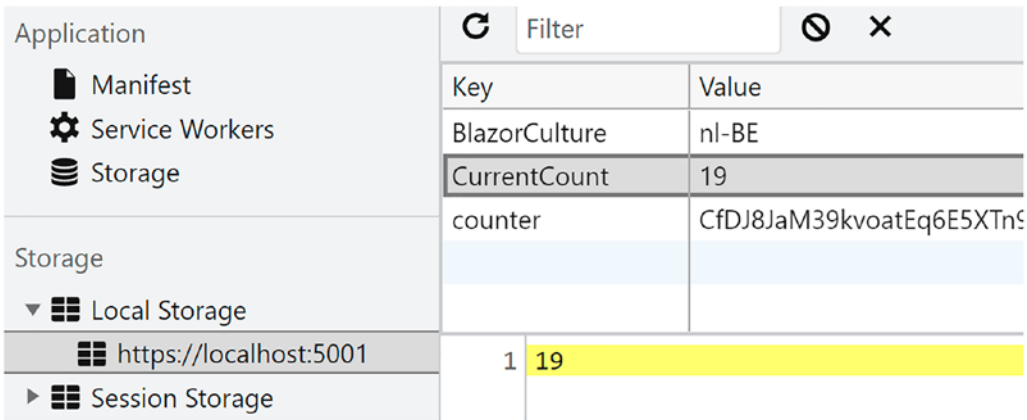 Application
Manifest
Service Workers
Storage
Storage
Local Storage
https://localhost:5001
Session Storage
Filter
Key Value
BlazorCulture nl-BE
CurrentCount 19
counter CfDJ8JaM39kvoatEq6E5XTn9
1 19